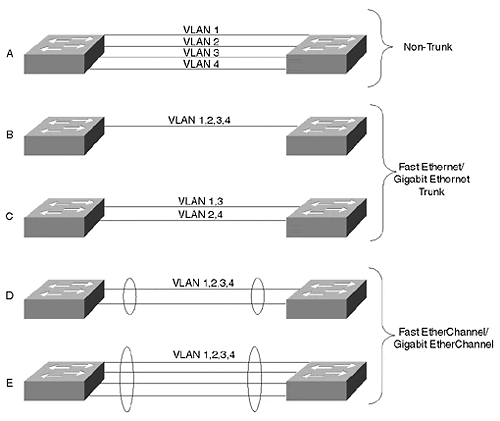 A
VLAN 1
VLAN 2
VLAN 3
VLAN 4
Non-Trunk
B
VLAN 1,2,3,4
C
VLAN 1,3
VLAN 2,4
Fast Ethernet/
Gigabit Ethernet
Trunk
D
VLAN 1,2,3,4
E
VLAN 1,2,3,4
Fast EtherChannel/
Gigabit EtherChannel